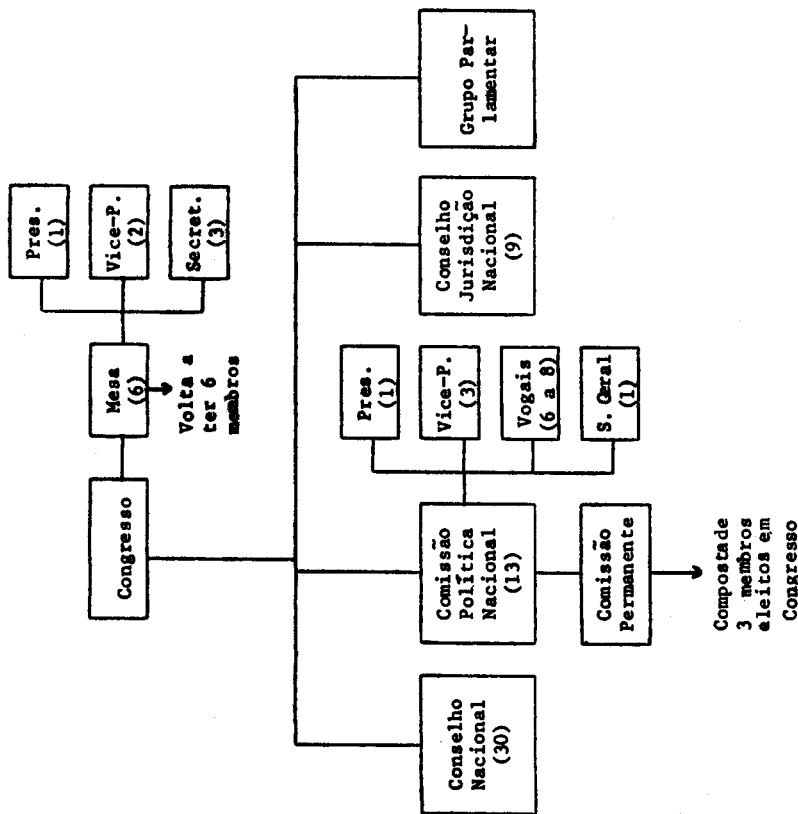 Congresso
Mesa
(6)
Volta a
ter 6
membros
Pres.
(1)
Vice-P.
(2)
Secret.
(3)
Conselho
Nacional
(30)
Comissão
Política
Nacional
(13)
Pres.
(1)
Vice-P.
(3)
Vogais
(6 a 8)
S. Geral
(1)
Comissão
Permanente
Compostade
3 membros
eleitos em
Congresso
Conselho
Jurisdição
Nacional
(9)
Grupo Par-
lamentar